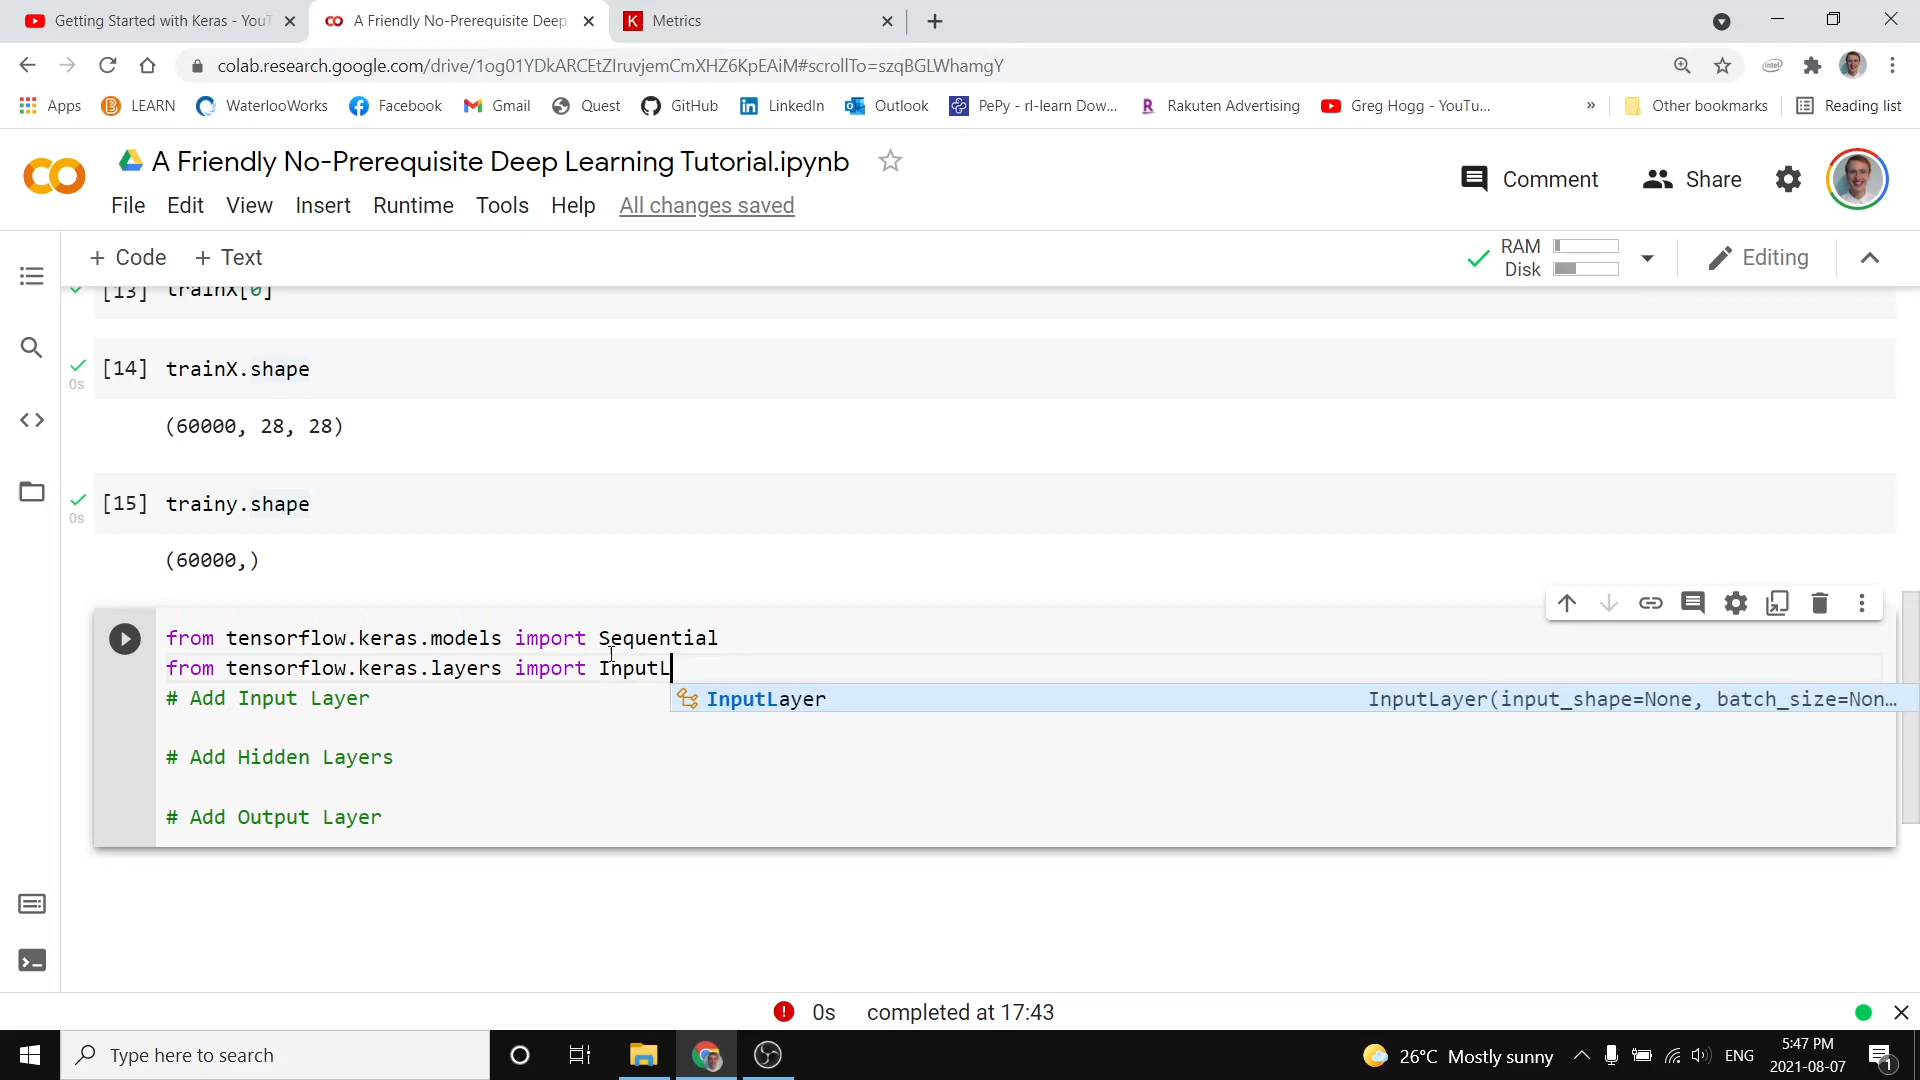 Getting Started with Keras - YouT
A Friendly No-Prerequisite Deep
K Metrics
colab.research.google.com/drive/1og01YDkARCEtZIruvjemCmXHZ6KpEAiM#scrollTo=szqBGLWhamgY
Apps LEARN WaterlooWorks Facebook Gmail Quest GitHub LinkedIn Outlook PePy - rl-learn Dow... R Rakuten Advertising Greg Hogg - YouTu... » Other bookmarks Reading list
A Friendly No-Prerequisite Deep Learning Tutorial.ipynb
Comment Share
File Edit View Insert Runtime Tools Help All changes saved
+ Code + Text
RAM
Disk
Editing
[13] trainX[0]
[14] trainX.shape
0s
(60000, 28, 28)
[15] trainy.shape
0s
(60000,)
from tensorflow.keras.models import Sequential
from tensorflow.keras.layers import InputL
# Add Input Layer
InputLayer InputLayer(input_shape=None, batch_size=Non…
# Add Hidden Layers
# Add Output Layer
0s completed at 17:43
Type here to search
26°C Mostly sunny
ENG
5:47 PM
2021-08-07
1